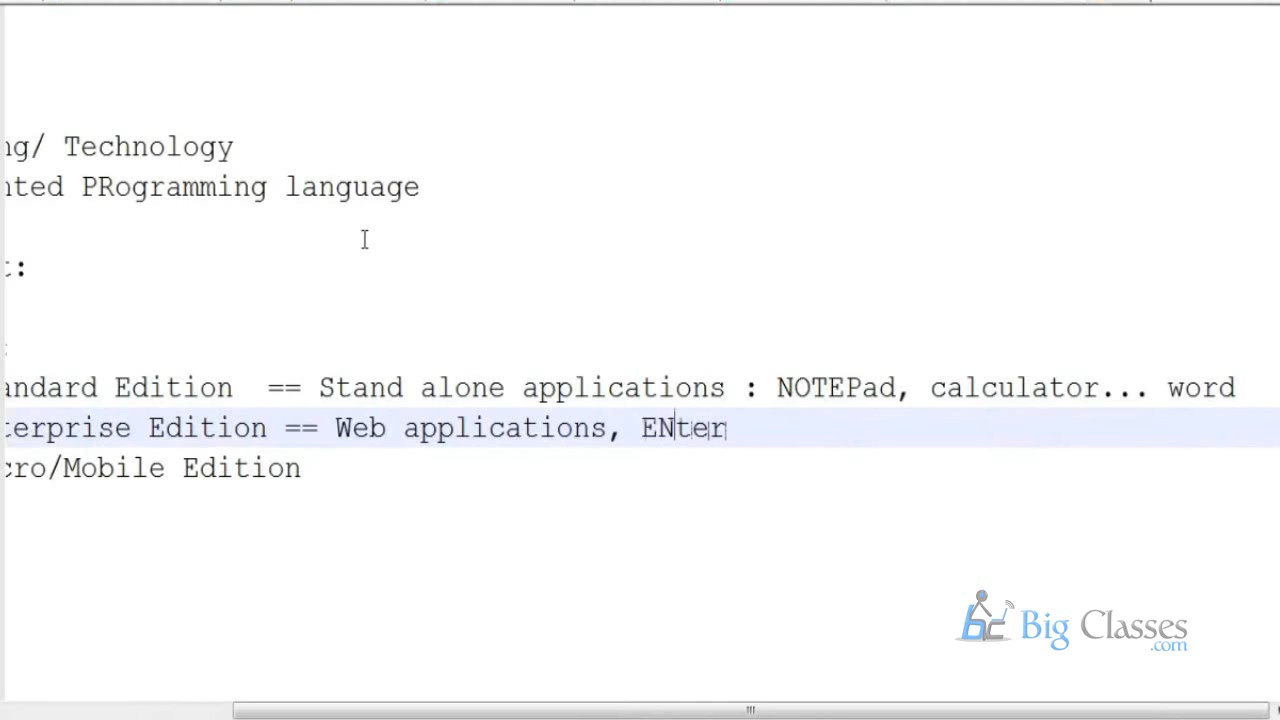 ng/ Technology
nted PRogramming language
t:
:
andard Edition == Stand alone applications : NOTEPad, calculator... word
terprise Edition == Web applications, ENter
cro/Mobile Edition
Big Classes
.com